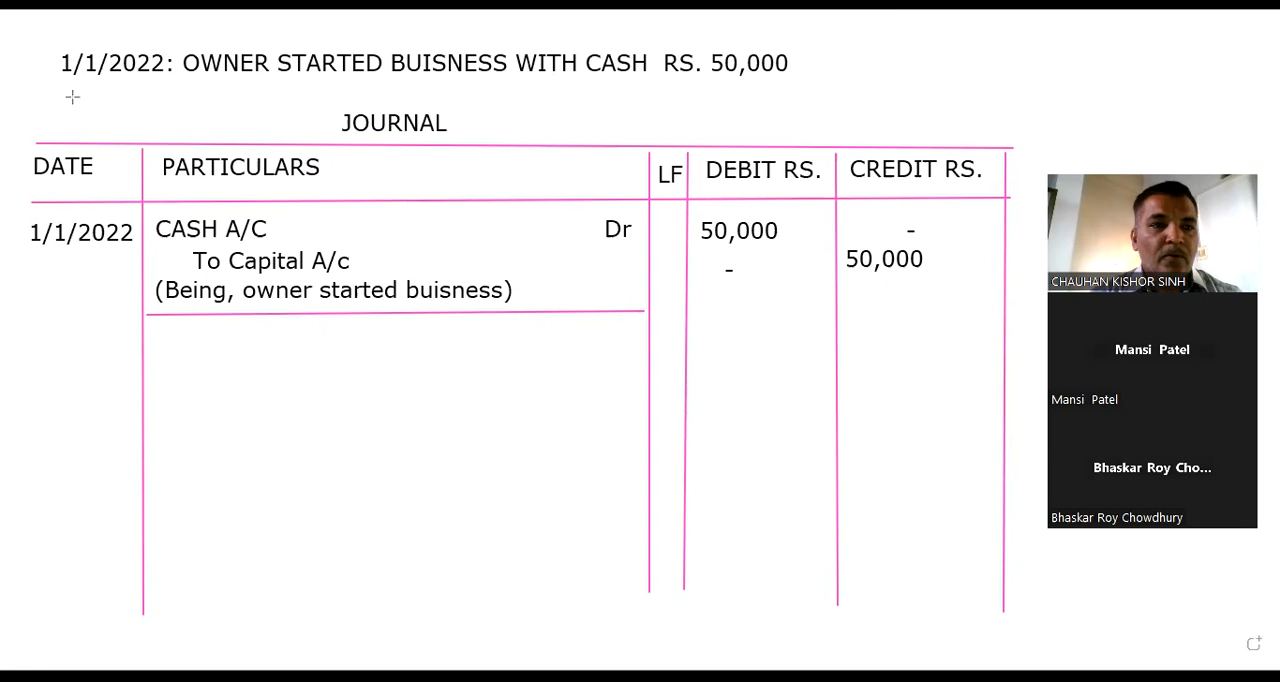 1/1/2022: OWNER STARTED BUISNESS WITH CASH RS. 50,000
JOURNAL
DATE PARTICULARS LF DEBIT RS. CREDIT RS.
1/1/2022 CASH A/C Dr 50,000 -
To Capital A/c - 50,000
(Being, owner started buisness)
CHAUHAN KISHOR SINH
Mansi Patel
Mansi Patel
Bhaskar Roy Cho...
Bhaskar Roy Chowdhury